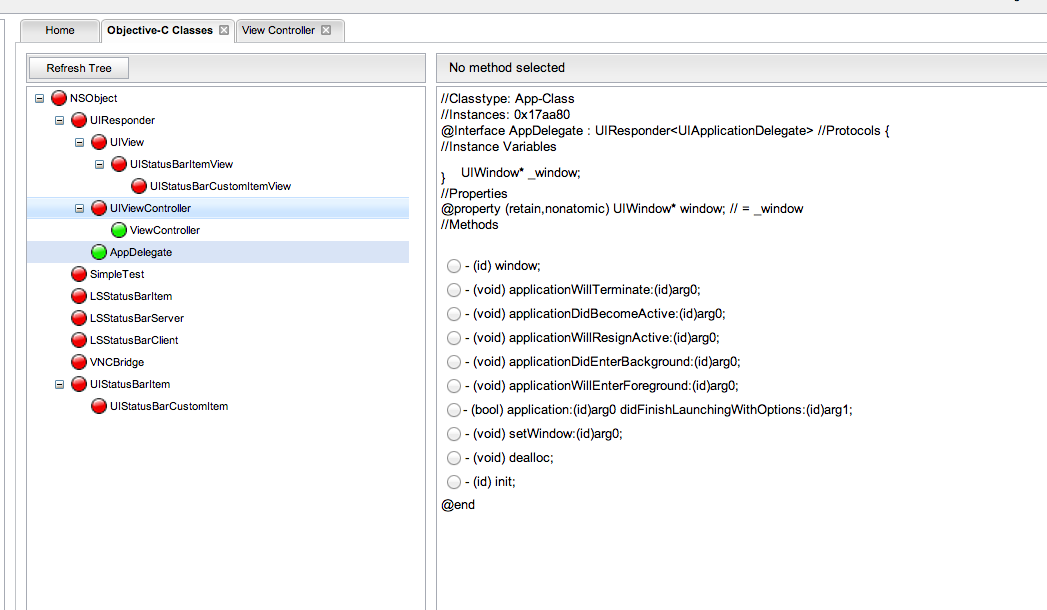 Home
Objective-C Classes
View Controller
Refresh Tree
No method selected
NSObject
UIResponder
UIView
UIStatusBarItemView
UIStatusBarCustomItemView
UIViewController
ViewController
AppDelegate
SimpleTest
LSStatusBarItem
LSStatusBarServer
LSStatusBarClient
VNCBridge
UIStatusBarItem
UIStatusBarCustomItem
//Classtype: App-Class
//Instances: 0x17aa80
@Interface AppDelegate : UIResponder<UIApplicationDelegate> //Protocols {
//Instance Variables
UIWindow* _window;
}
//Properties
@property (retain,nonatomic) UIWindow* window; // = _window
//Methods
- (id) window;
- (void) applicationWillTerminate:(id)arg0;
- (void) applicationDidBecomeActive:(id)arg0;
- (void) applicationWillResignActive:(id)arg0;
- (void) applicationDidEnterBackground:(id)arg0;
- (void) applicationWillEnterForeground:(id)arg0;
- (bool) application:(id)arg0 didFinishLaunchingWithOptions:(id)arg1;
- (void) setWindow:(id)arg0;
- (void) dealloc;
- (id) init;
@end